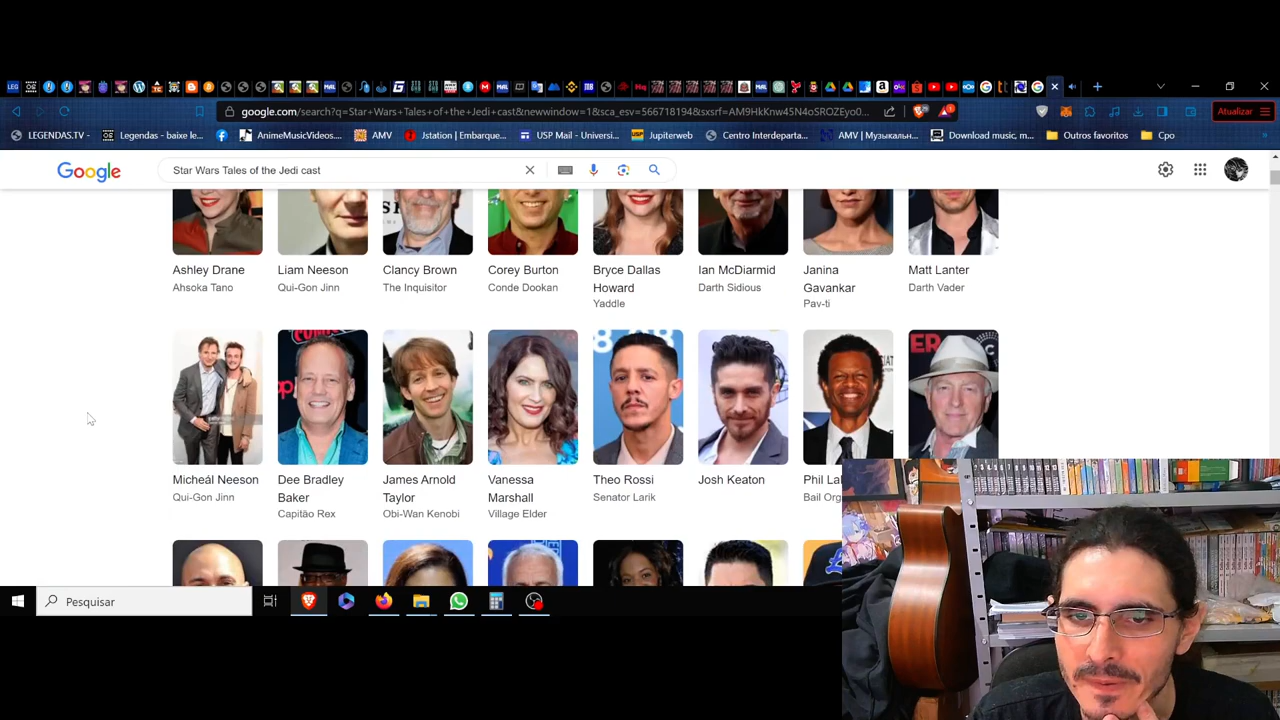 google.com/search?q=Star+Wars+Tales+of+the+Jedi+cast&newwindow=1&sca_esv=566718194&sxsrf=AM9HkKnw45N4oSROZEyo0...
Atualizar
LEGENDAS.TV -
Legendas - baixe le...
AnimeMusicVideos....
AMV
Jstation | Embarque...
USP Mail - Universi...
Jupiterweb
Centro Interdeparta...
AMV | Музыкальн...
Download music, m...
Outros favoritos
Cpo
Google
Star Wars Tales of the Jedi cast
Ashley Drane
Ahsoka Tano
Liam Neeson
Qui-Gon Jinn
Clancy Brown
The Inquisitor
Corey Burton
Conde Dookan
Bryce Dallas
Howard
Yaddle
Ian McDiarmid
Darth Sidious
Janina
Gavankar
Pav-ti
Matt Lanter
Darth Vader
Micheál Neeson
Qui-Gon Jinn
Dee Bradley
Baker
Capitão Rex
James Arnold
Taylor
Obi-Wan Kenobi
Vanessa
Marshall
Village Elder
Theo Rossi
Senator Larik
Josh Keaton
Phil La
Bail Org
Pesquisar